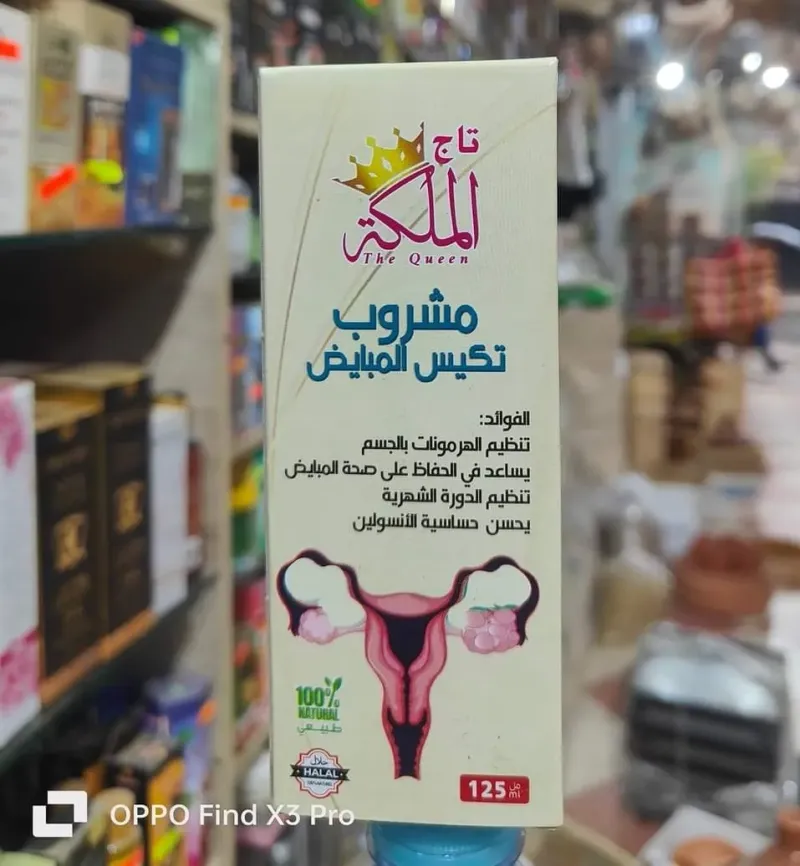 تاج
الملكة
The Queen
مشروب
تكيس المبايض
الفوائد:
تنظيم الهرمونات بالجسم
يساعد في الحفاظ على صحة المبايض
تنظيم الدورة الشهرية
يحسن حساسية الأنسولين
100%
NATURAL
طبيعي
حلال
HALAL
125 مل ml
OPPO Find X3 Pro